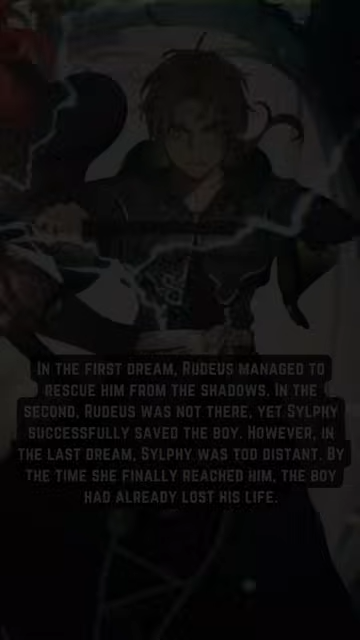 In the first dream, Rudeus managed to
rescue him from the shadows. In the
second, Rudeus was not there, yet Sylphy
successfully saved the boy. However, in
the last dream, Sylphy was too distant. By
the time she finally reached him, the boy
had already lost his life.